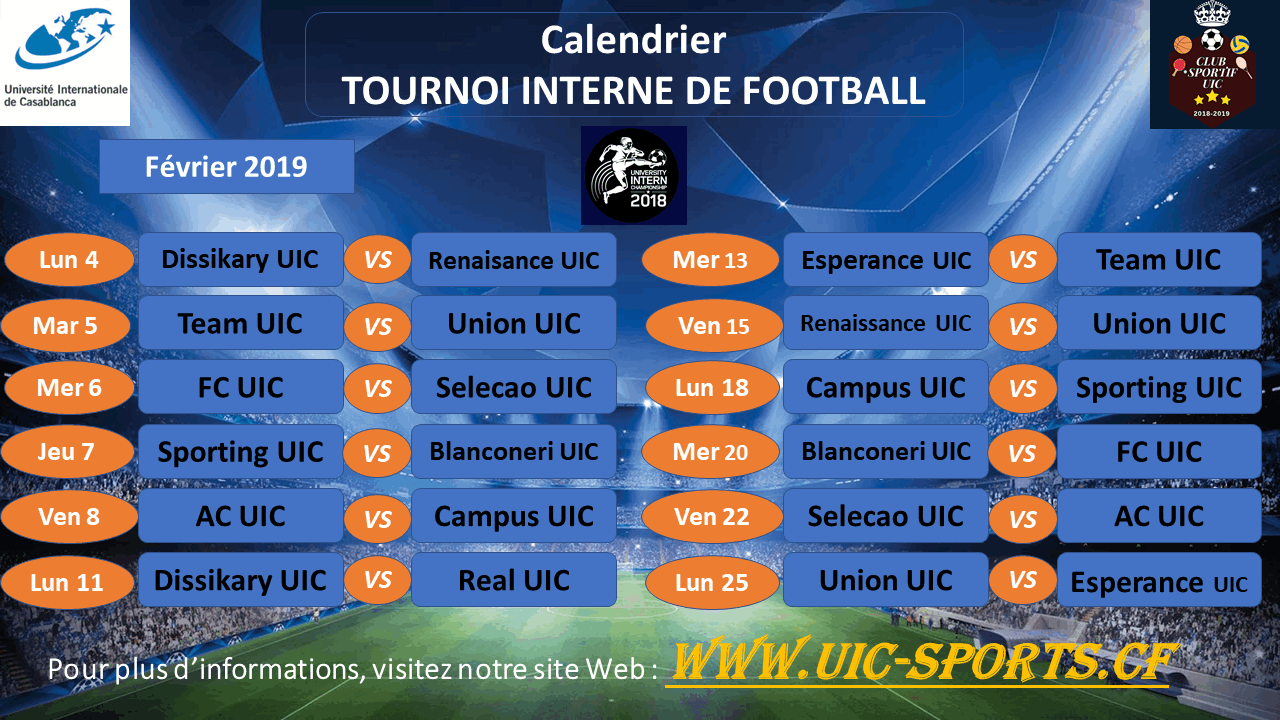 Université Internationale
de Casablanca
Calendrier
TOURNOI INTERNE DE FOOTBALL
CLUB
SPORTIF
UIC
2018-2019
Février 2019
UNIVERSITY
INTERN
CHAMPIONSHIP
2018
Lun 4 Dissikary UIC VS Renaisance UIC
Mar 5 Team UIC VS Union UIC
Mer 6 FC UIC VS Selecao UIC
Jeu 7 Sporting UIC VS Blanconeri UIC
Ven 8 AC UIC VS Campus UIC
Lun 11 Dissikary UIC VS Real UIC
Mer 13 Esperance UIC VS Team UIC
Ven 15 Renaissance UIC VS Union UIC
Lun 18 Campus UIC VS Sporting UIC
Mer 20 Blanconeri UIC VS FC UIC
Ven 22 Selecao UIC VS AC UIC
Lun 25 Union UIC VS Esperance UIC
Pour plus d’informations, visitez notre site Web : WWW.UIC-SPORTS.CF